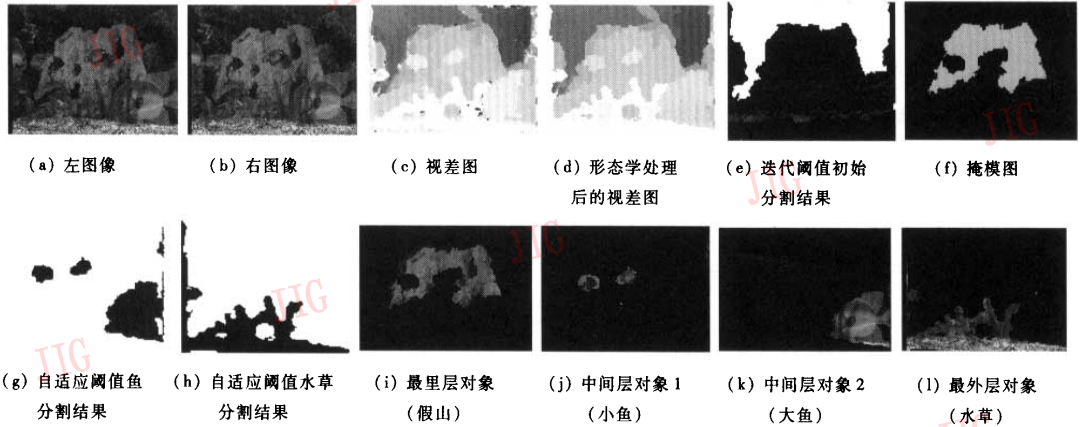 JIG
JIG
JIG
(a) 左图像
(b) 右图像
(c) 视差图
(d) 形态学处理
后的视差图
(e) 迭代阈值初始
分割结果
(f) 掩模图
JIG
JIG
JIG
(g) 自适应阈值鱼
分割结果
(h) 自适应阈值水草
分割结果
(i) 最里层对象
(假山)
(j) 中间层对象1
(小鱼)
(k) 中间层对象2
(大鱼)
(l) 最外层对象
(水草)